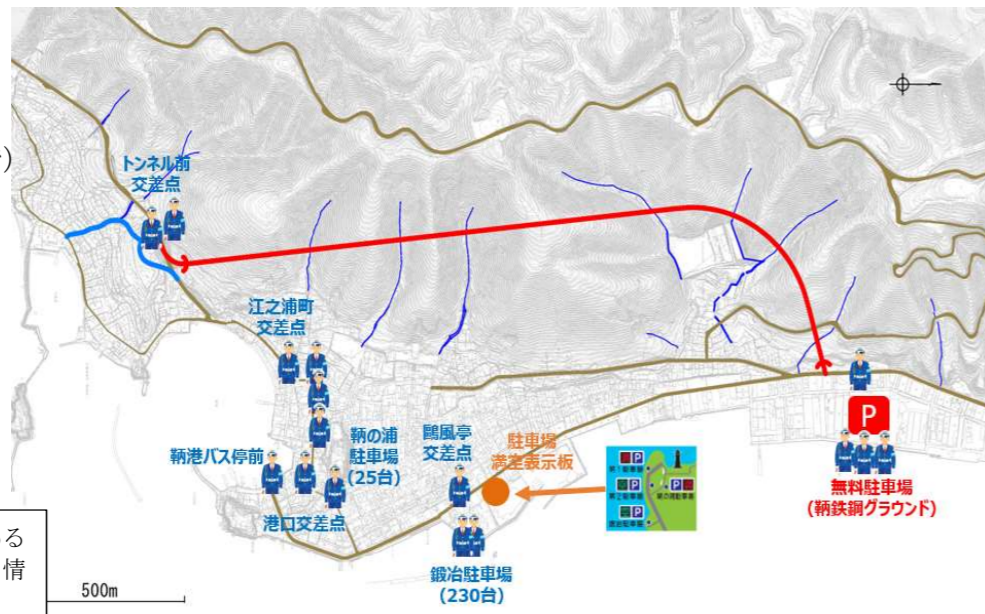 トンネル前
交差点
江之浦町
交差点
鞆の浦
駐車場
(25台)
鞆港バス停前
港口交差点
鷗風亭
交差点
駐車場
満空表示板
鍛冶駐車場
(230台)
P
無料駐車場
(鞆鉄鋼グラウンド)
)
ある
情
500m